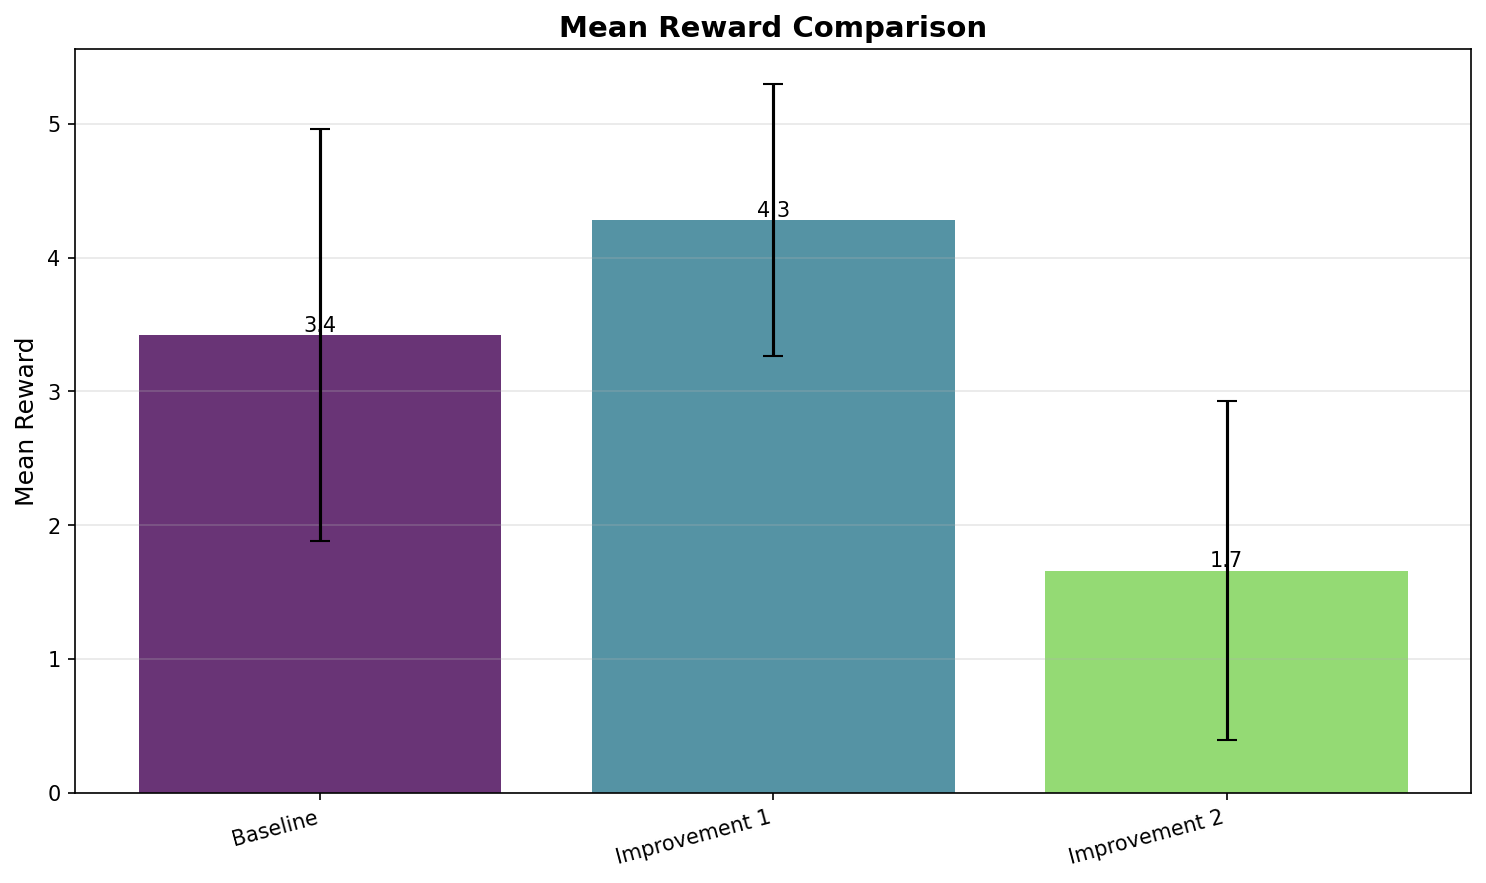 Mean Reward Comparison
Mean Reward
5
4
3
2
1
0
3.4
4.3
1.7
Baseline
Improvement 1
Improvement 2